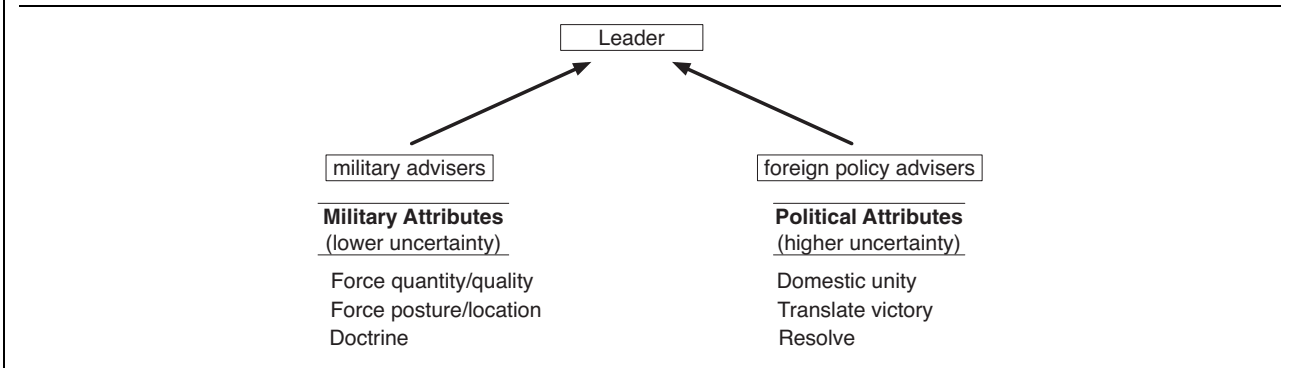 Leader
military advisers
foreign policy advisers
Military Attributes
(lower uncertainty)
Force quantity/quality
Force posture/location
Doctrine
Political Attributes
(higher uncertainty)
Domestic unity
Translate victory
Resolve